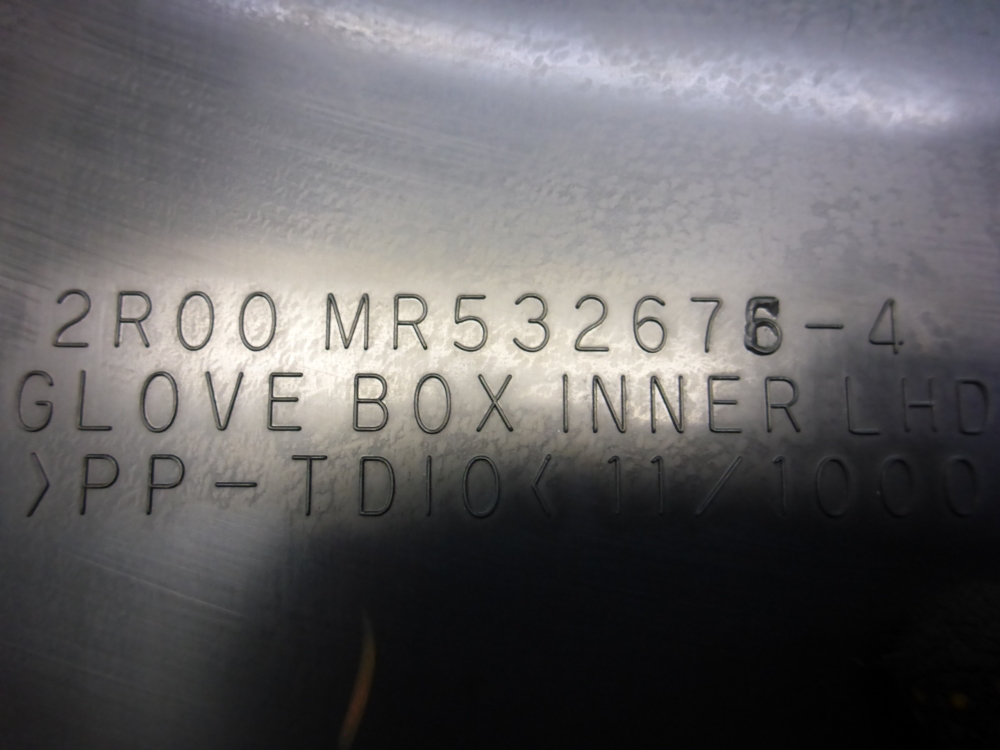 2R00 MR532676-4
GLOVE BOX INNER LHD
>PP-TD10< 11/1000